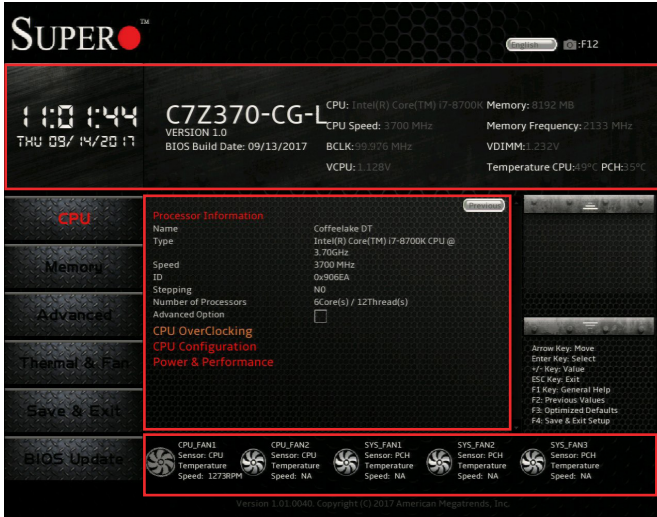 SUPER™
English :F12
11:01:44
THU 09/14/2017
C7Z370-CG-L
VERSION 1.0
BIOS Build Date: 09/13/2017
CPU: Intel(R) Core(TM) i7-8700K
CPU Speed: 3700 MHz
BCLK:99.976 MHz
VCPU:1.128V
Memory: 8192 MB
Memory Frequency:2133 MHz
VDIMM:1.232V
Temperature CPU:49°C PCH:35°C
CPU
Memory
Advanced
Thermal & Fan
Save & Exit
BIOS Update
Previous
Processor Information
Name Coffeelake DT
Type Intel(R) Core(TM) i7-8700K CPU @
3.70GHz
Speed 3700 MHz
ID 0x906EA
Stepping N0
Number of Processors 6Core(s) / 12Thread(s)
Advanced Option
CPU OverClocking
CPU Configuration
Power & Performance
Arrow Key: Move
Enter Key: Select
+/- Key: Value
ESC Key: Exit
F1 Key: General Help
F2: Previous Values
F3: Optimized Defaults
F4: Save & Exit Setup
CPU_FAN1
Sensor: CPU
Temperature
Speed: 1273RPM
CPU_FAN2
Sensor: CPU
Temperature
Speed: NA
SYS_FAN1
Sensor: PCH
Temperature
Speed: NA
SYS_FAN2
Sensor: PCH
Temperature
Speed: NA
SYS_FAN3
Sensor: PCH
Temperature
Speed: NA
Version 1.01.0040. Copyright (C) 2017 American Megatrends, Inc.